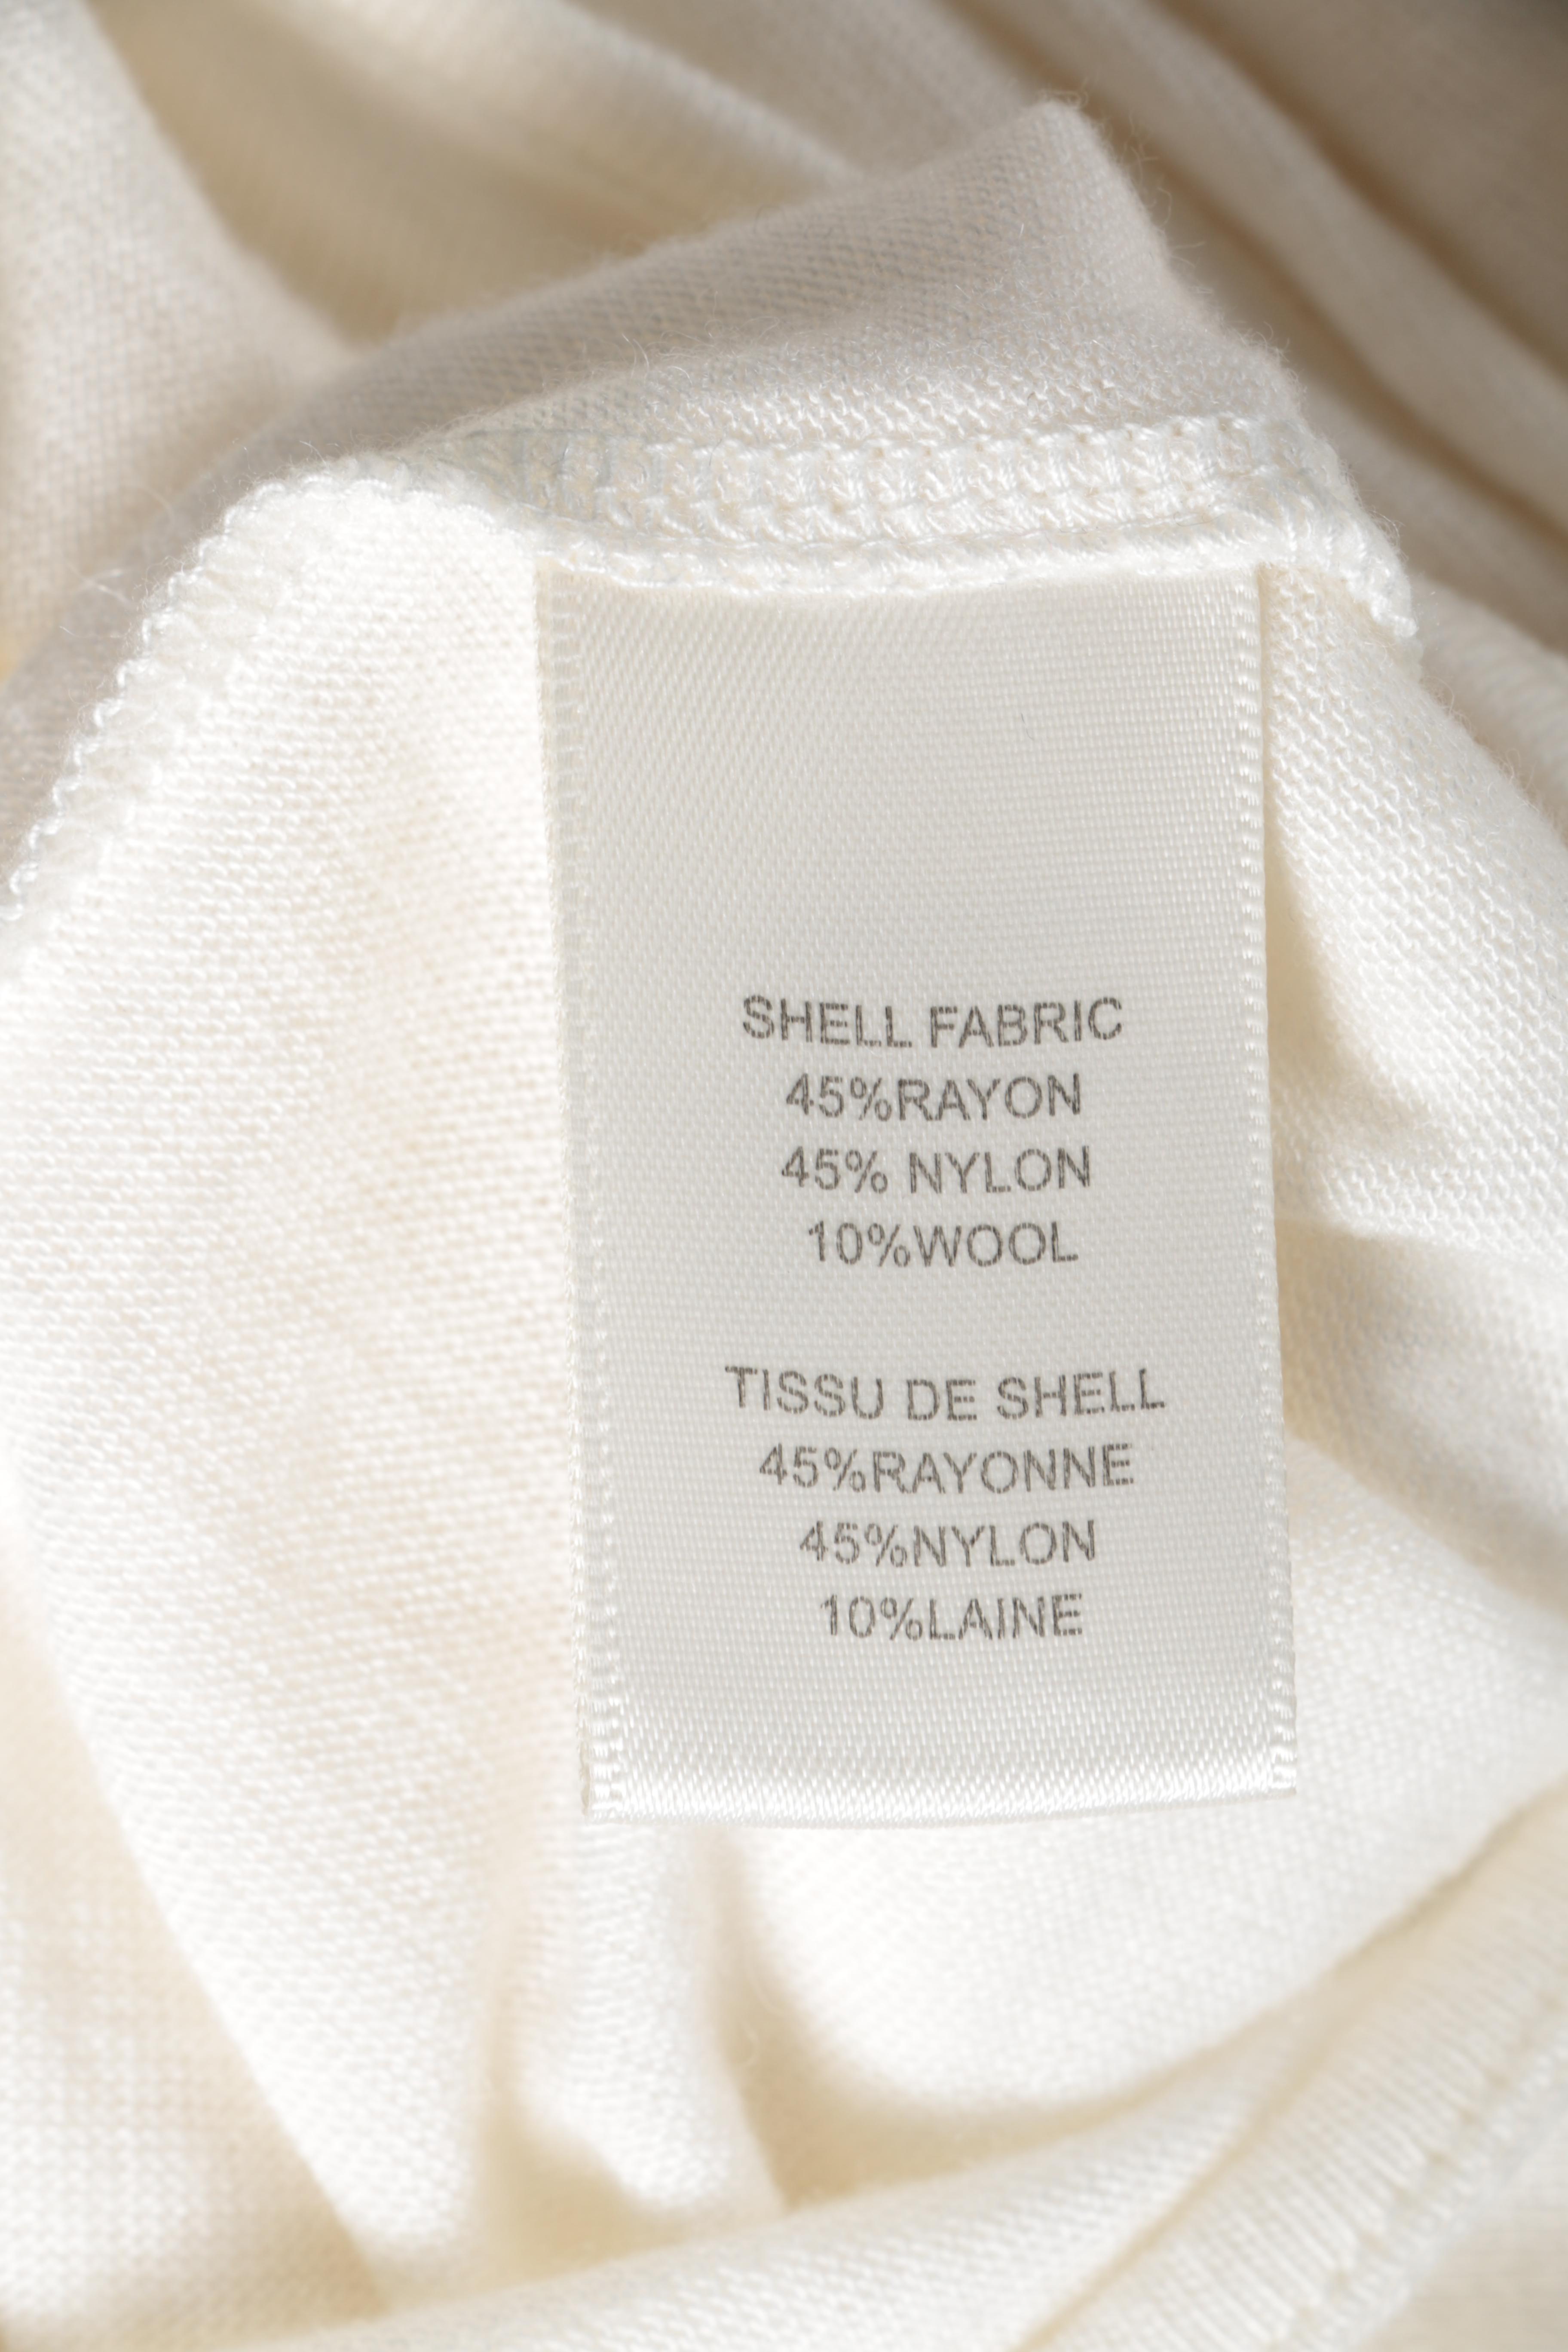 SHELL FABRIC
45%RAYON
45% NYLON
10%WOOL
TISSU DE SHELL
45%RAYONNE
45%NYLON
10%LAINE